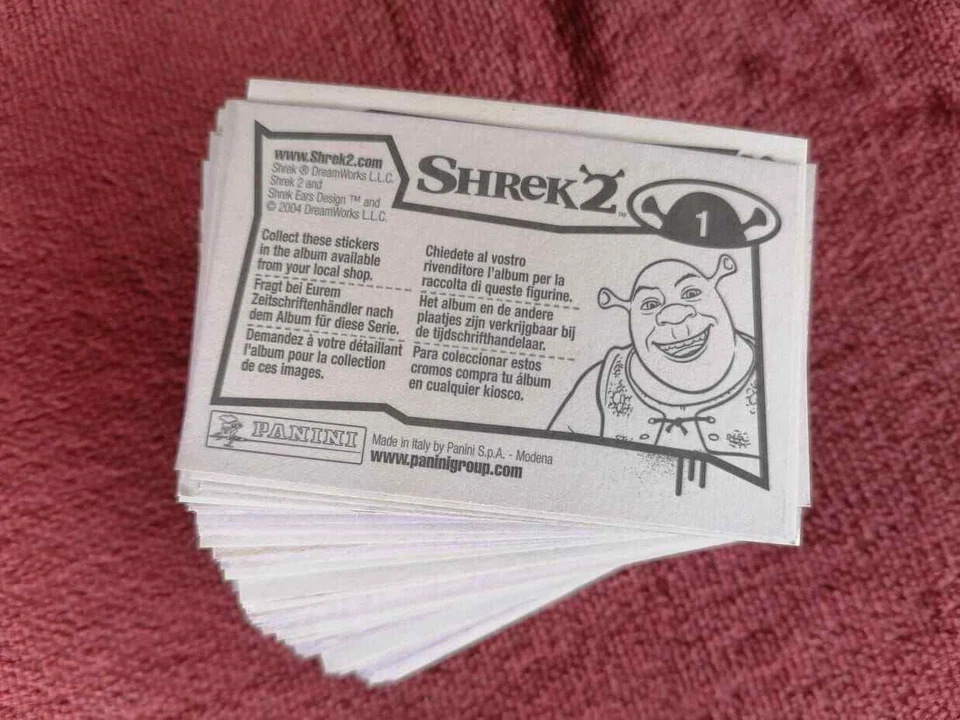 www.Shrek2.com
Shrek ® DreamWorks L.L.C.
Shrek 2 and
Shrek Ears Design ™ and
© 2004 DreamWorks L.L.C.
SHREK 2™
1
Collect these stickers
in the album available
from your local shop.
Fragt bei Eurem
Zeitschriftenhändler nach
dem Album für diese Serie.
Demandez à votre détaillant
l'album pour la collection
de ces images.
Chiedete al vostro
rivenditore l'album per la
raccolta di queste figurine.
Het album en de andere
plaatjes zijn verkrijgbaar bij
de tijdschrifthandelaar.
Para coleccionar estos
cromos compra tu álbum
en cualquier kiosco.
PANINI
Made in Italy by Panini S.p.A. - Modena
www.paninigroup.com